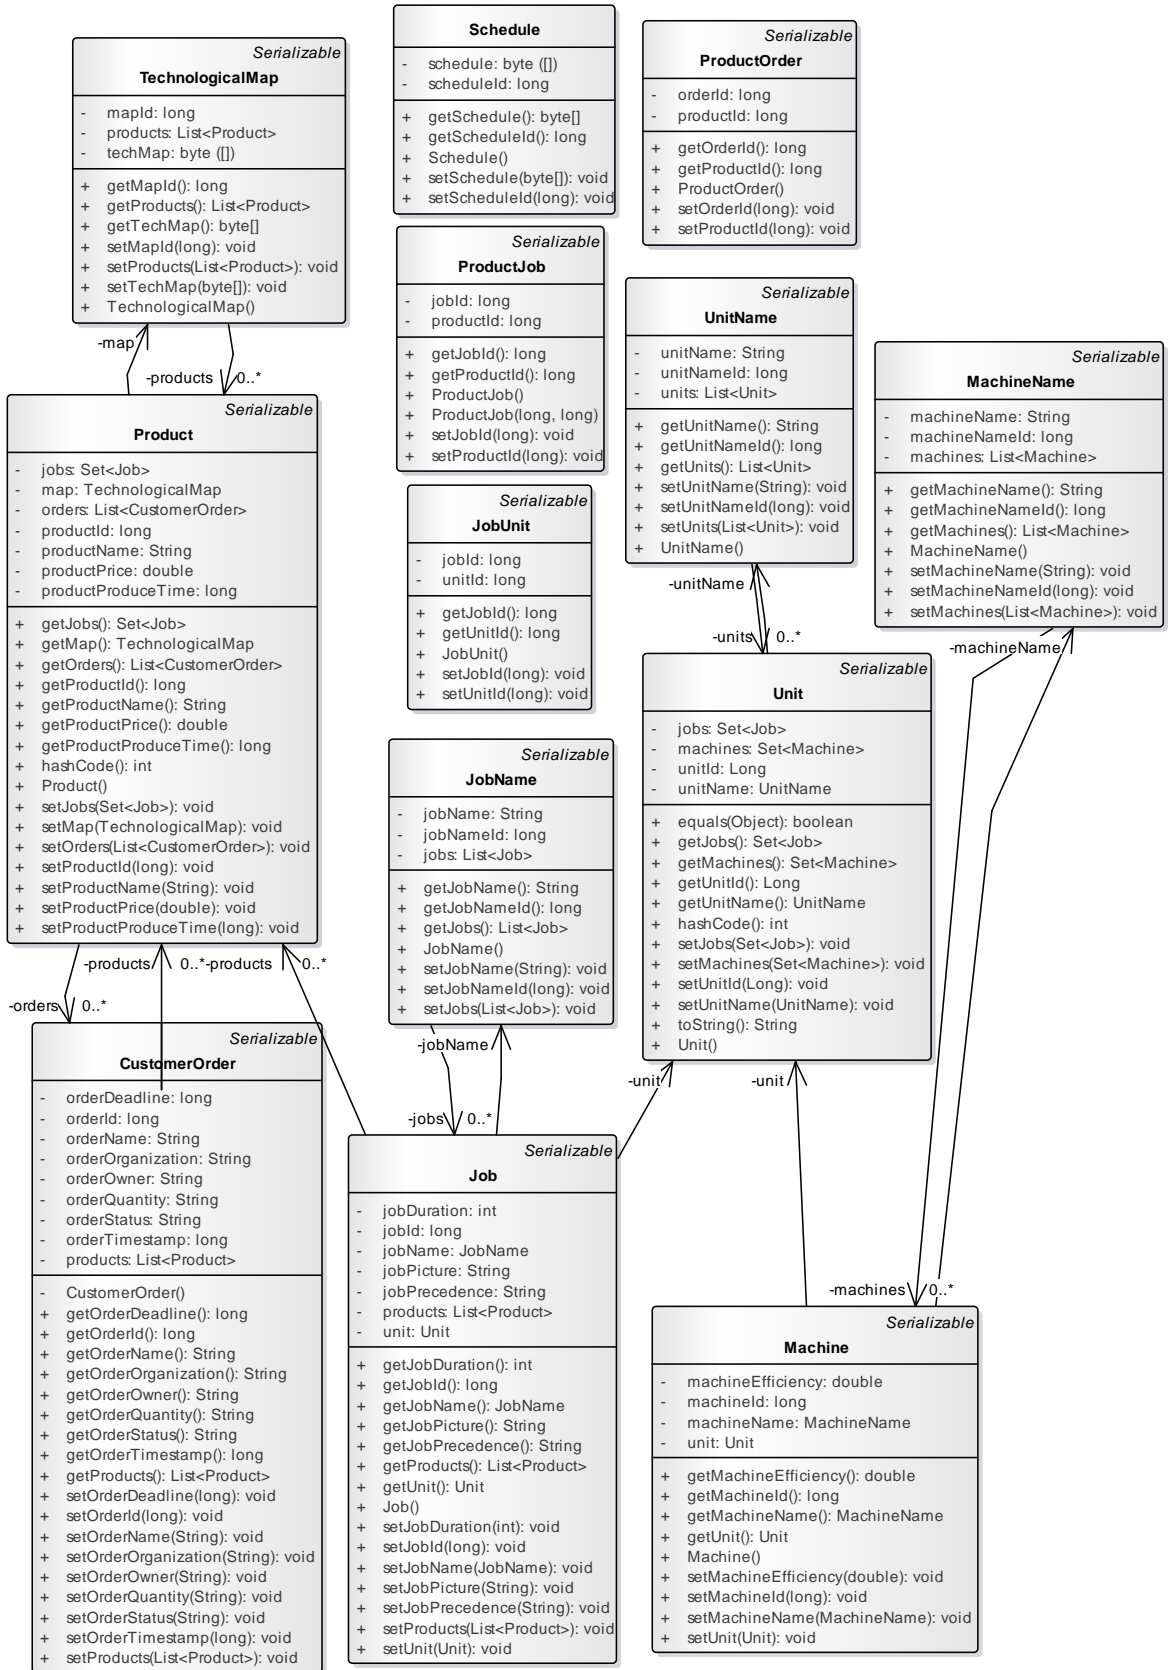 Serializable
TechnologicalMap
- mapId: long
- products: List<Product>
- techMap: byte ([])
+ getMapId(): long
+ getProducts(): List<Product>
+ getTechMap(): byte[]
+ setMapId(long): void
+ setProducts(List<Product>): void
+ setTechMap(byte[]): void
+ TechnologicalMap()
Schedule
- schedule: byte ([])
- scheduleId: long
+ getSchedule(): byte[]
+ getScheduleId(): long
+ Schedule()
+ setSchedule(byte[]): void
+ setScheduleId(long): void
Serializable
ProductOrder
- orderId: long
- productId: long
+ getOrderId(): long
+ getProductId(): long
+ ProductOrder()
+ setOrderId(long): void
+ setProductId(long): void
Serializable
ProductJob
- jobId: long
- productId: long
+ getJobId(): long
+ getProductId(): long
+ ProductJob()
+ ProductJob(long, long)
+ setJobId(long): void
+ setProductId(long): void
Serializable
UnitName
- unitName: String
- unitNameId: long
- units: List<Unit>
+ getUnitName(): String
+ getUnitNameId(): long
+ getUnits(): List<Unit>
+ setUnitName(String): void
+ setUnitNameId(long): void
+ setUnits(List<Unit>): void
+ UnitName()
Serializable
MachineName
- machineName: String
- machineNameId: long
- machines: List<Machine>
+ getMachineName(): String
+ getMachineNameId(): long
+ getMachines(): List<Machine>
+ MachineName()
+ setMachineName(String): void
+ setMachineNameId(long): void
+ setMachines(List<Machine>): void
-map
-products 0..*
Serializable
Product
- jobs: Set<Job>
- map: TechnologicalMap
- orders: List<CustomerOrder>
- productId: long
- productName: String
- productPrice: double
- productProduceTime: long
+ getJobs(): Set<Job>
+ getMap(): TechnologicalMap
+ getOrders(): List<CustomerOrder>
+ getProductId(): long
+ getProductName(): String
+ getProductPrice(): double
+ getProductProduceTime(): long
+ hashCode(): int
+ Product()
+ setJobs(Set<Job>): void
+ setMap(TechnologicalMap): void
+ setOrders(List<CustomerOrder>): void
+ setProductId(long): void
+ setProductName(String): void
+ setProductPrice(double): void
+ setProductProduceTime(long): void
Serializable
JobUnit
- jobId: long
- unitId: long
+ getJobId(): long
+ getUnitId(): long
+ JobUnit()
+ setJobId(long): void
+ setUnitId(long): void
-unitName
-units 0..*
-machineName
Serializable
Unit
- jobs: Set<Job>
- machines: Set<Machine>
- unitId: Long
- unitName: UnitName
+ equals(Object): boolean
+ getJobs(): Set<Job>
+ getMachines(): Set<Machine>
+ getUnitId(): Long
+ getUnitName(): UnitName
+ hashCode(): int
+ setJobs(Set<Job>): void
+ setMachines(Set<Machine>): void
+ setUnitId(Long): void
+ setUnitName(UnitName): void
+ toString(): String
+ Unit()
Serializable
JobName
- jobName: String
- jobNameId: long
- jobs: List<Job>
+ getJobName(): String
+ getJobNameId(): long
+ getJobs(): List<Job>
+ JobName()
+ setJobName(String): void
+ setJobNameId(long): void
+ setJobs(List<Job>): void
-products 0..* -products 0..*
-orders 0..*
-jobName
-jobs 0..*
-unit
-unit
Serializable
CustomerOrder
- orderDeadline: long
- orderId: long
- orderName: String
- orderOrganization: String
- orderOwner: String
- orderQuantity: String
- orderStatus: String
- orderTimestamp: long
- products: List<Product>
- CustomerOrder()
+ getOrderDeadline(): long
+ getOrderId(): long
+ getOrderName(): String
+ getOrderOrganization(): String
+ getOrderOwner(): String
+ getOrderQuantity(): String
+ getOrderStatus(): String
+ getOrderTimestamp(): long
+ getProducts(): List<Product>
+ setOrderDeadline(long): void
+ setOrderId(long): void
+ setOrderName(String): void
+ setOrderOrganization(String): void
+ setOrderOwner(String): void
+ setOrderQuantity(String): void
+ setOrderStatus(String): void
+ setOrderTimestamp(long): void
+ setProducts(List<Product>): void
Serializable
Job
- jobDuration: int
- jobId: long
- jobName: JobName
- jobPicture: String
- jobPrecedence: String
- products: List<Product>
- unit: Unit
+ getJobDuration(): int
+ getJobId(): long
+ getJobName(): JobName
+ getJobPicture(): String
+ getJobPrecedence(): String
+ getProducts(): List<Product>
+ getUnit(): Unit
+ Job()
+ setJobDuration(int): void
+ setJobId(long): void
+ setJobName(JobName): void
+ setJobPicture(String): void
+ setJobPrecedence(String): void
+ setProducts(List<Product>): void
+ setUnit(Unit): void
-machines 0..*
Serializable
Machine
- machineEfficiency: double
- machineId: long
- machineName: MachineName
- unit: Unit
+ getMachineEfficiency(): double
+ getMachineId(): long
+ getMachineName(): MachineName
+ getUnit(): Unit
+ Machine()
+ setMachineEfficiency(double): void
+ setMachineId(long): void
+ setMachineName(MachineName): void
+ setUnit(Unit): void